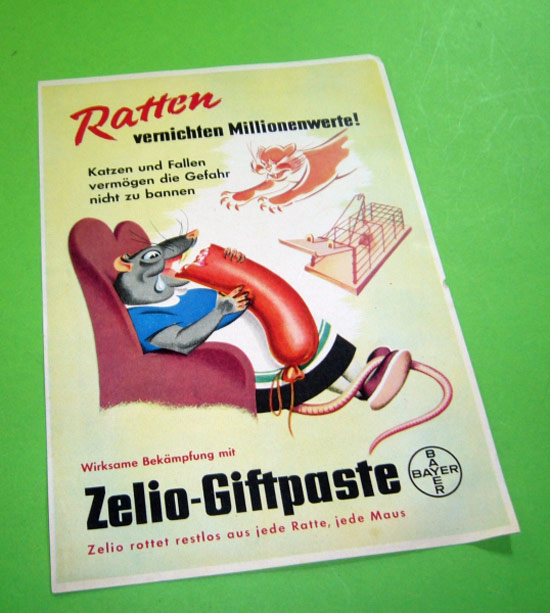 Ratten
vernichten Millionenwerte!
Katzen und Fallen
vermögen die Gefahr
nicht zu bannen
Wirksame Bekämpfung mit
Zelio-Giftpaste
BAYER
BAYER
Zelio rottet restlos aus jede Ratte, jede Maus